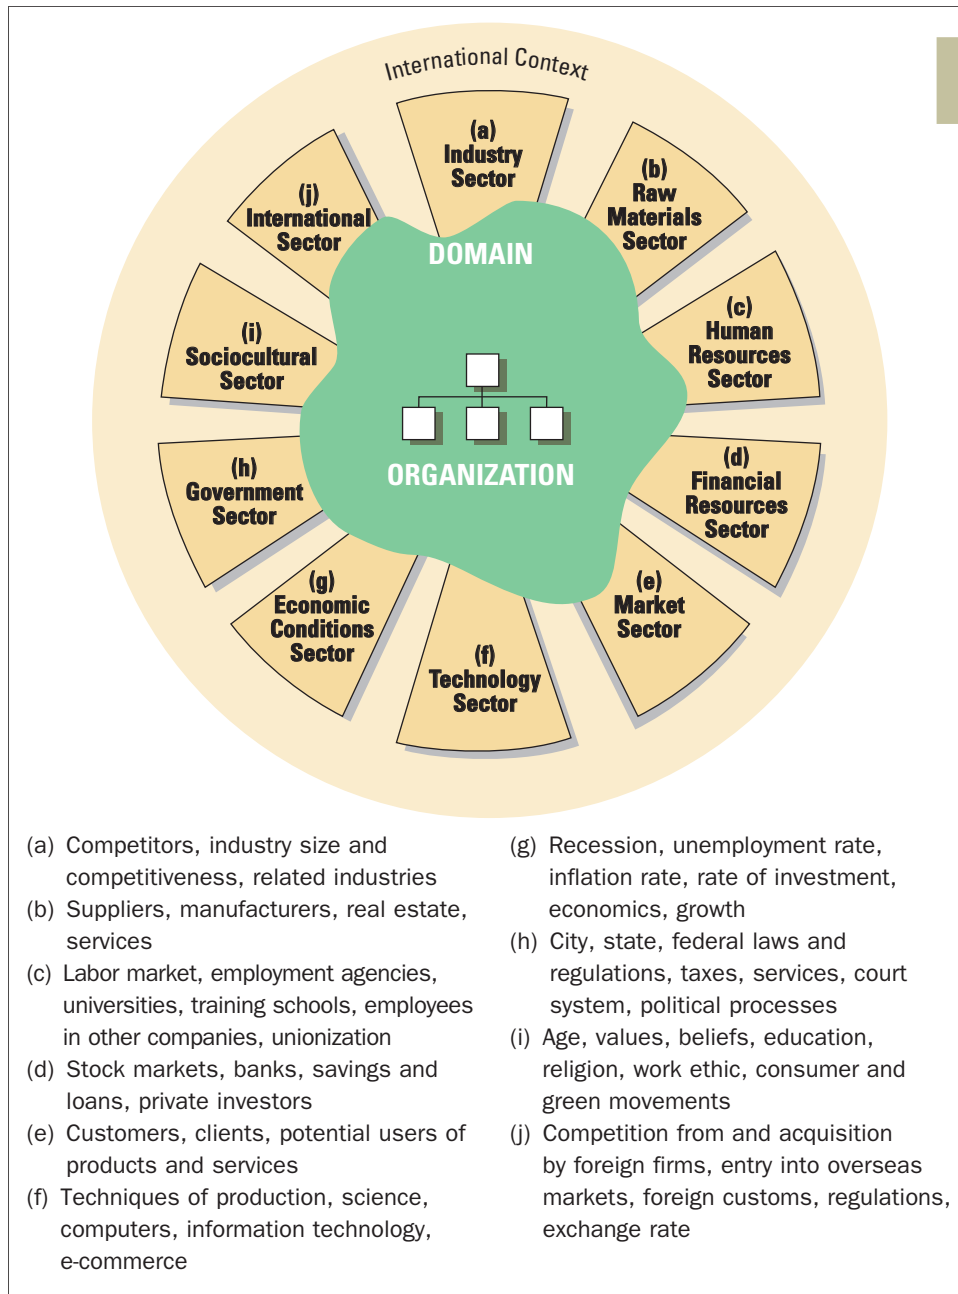 International Context
(a)
Industry
Sector
(b)
Raw
Materials
Sector
(c)
Human
Resources
Sector
(d)
Financial
Resources
Sector
(e)
Market
Sector
(f)
Technology
Sector
(g)
Economic
Conditions
Sector
(h)
Government
Sector
(i)
Sociocultural
Sector
(j)
International
Sector
DOMAIN
ORGANIZATION
(a) Competitors, industry size and
competitiveness, related industries
(b) Suppliers, manufacturers, real estate,
services
(c) Labor market, employment agencies,
universities, training schools, employees
in other companies, unionization
(d) Stock markets, banks, savings and
loans, private investors
(e) Customers, clients, potential users of
products and services
(f) Techniques of production, science,
computers, information technology,
e-commerce
(g) Recession, unemployment rate,
inflation rate, rate of investment,
economics, growth
(h) City, state, federal laws and
regulations, taxes, services, court
system, political processes
(i) Age, values, beliefs, education,
religion, work ethic, consumer and
green movements
(j) Competition from and acquisition
by foreign firms, entry into overseas
markets, foreign customs, regulations,
exchange rate